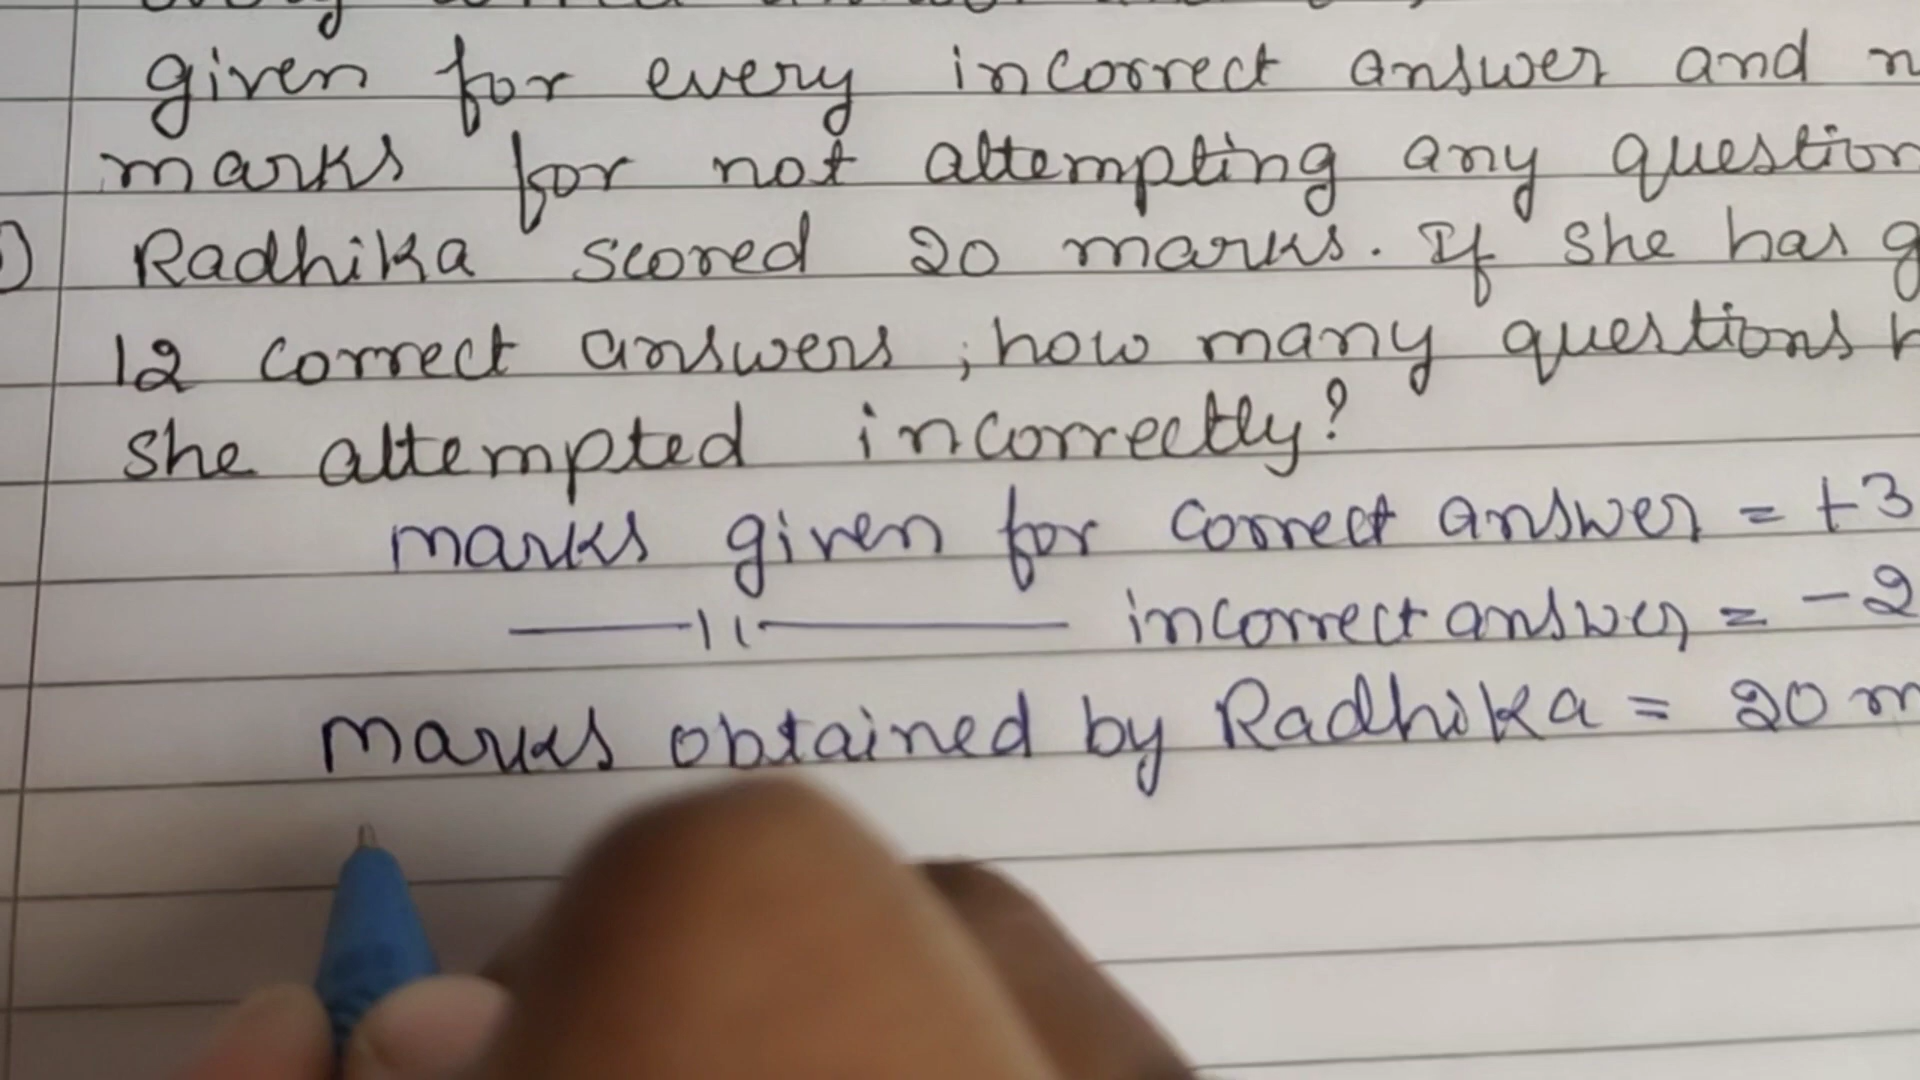 given for every incorrect answer and
marks for not attempting any question
Radhika scored 20 marks. If she has
12 correct answers, how many questions
she attempted incorrectly?
marks given for correct answer = +3
—— 11 —— incorrect answer = -2
marks obtained by Radhika = 20 m